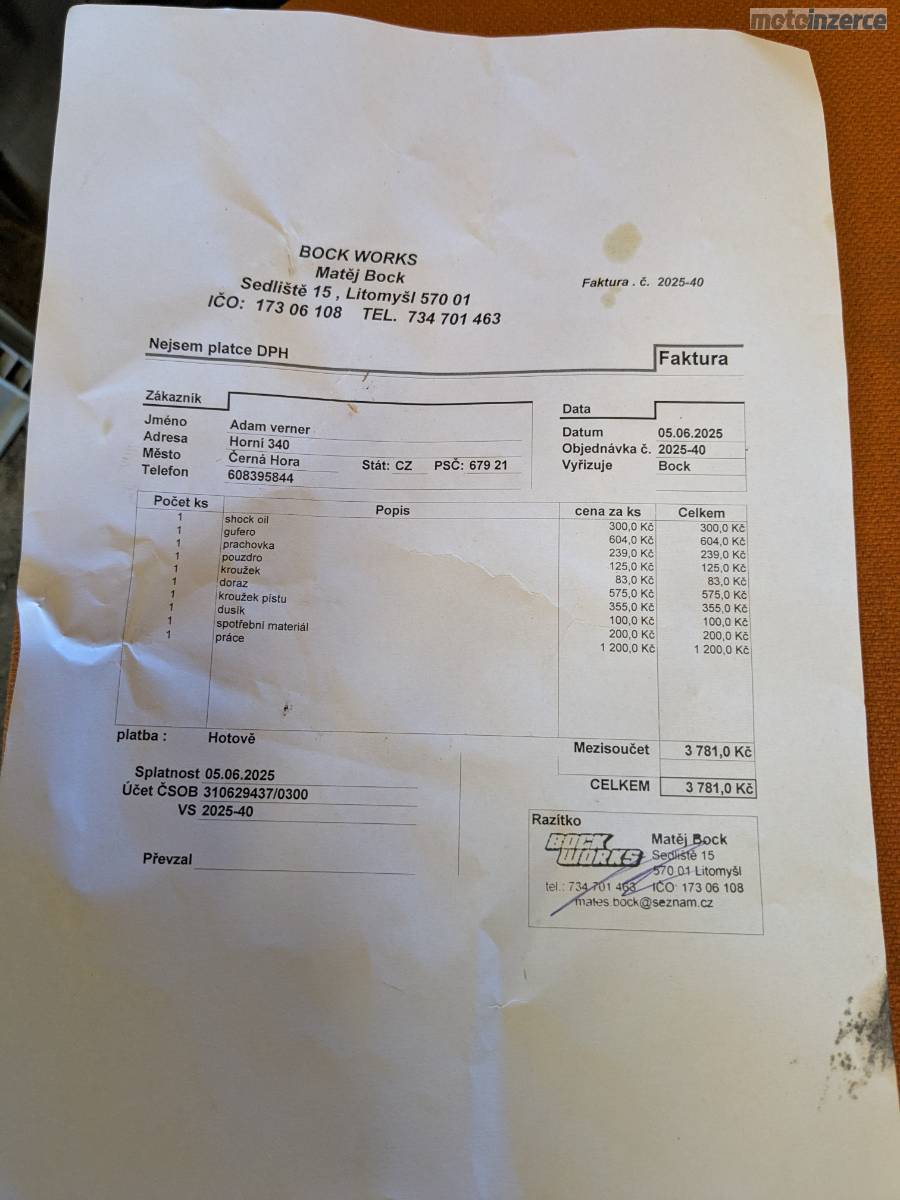 motoinzerce
BOCK WORKS
Matěj Bock
Sedliště 15 , Litomyšl 570 01
IČO: 173 06 108 TEL. 734 701 463
Faktura . č. 2025-40
Nejsem platce DPH
Faktura
Zákazník
Jméno Adam verner
Adresa Horní 340
Město Černá Hora Stát: CZ PSČ: 679 21
Telefon 608395844
Data
Datum 05.06.2025
Objednávka č. 2025-40
Vyřizuje Bock
Počet ks Popis cena za ks Celkem
1 shock oil 300,0 Kč 300,0 Kč
1 gufero 604,0 Kč 604,0 Kč
1 prachovka 239,0 Kč 239,0 Kč
1 pouzdro 125,0 Kč 125,0 Kč
1 kroužek 83,0 Kč 83,0 Kč
1 doraz 575,0 Kč 575,0 Kč
1 kroužek pístu 355,0 Kč 355,0 Kč
1 dusík 100,0 Kč 100,0 Kč
1 spotřební materiál 200,0 Kč 200,0 Kč
1 práce 1 200,0 Kč 1 200,0 Kč
platba : Hotově
Mezisoučet 3 781,0 Kč
CELKEM 3 781,0 Kč
Splatnost 05.06.2025
Účet ČSOB 310629437/0300
VS 2025-40
Převzal
Razítko
BOCK WORKS
Matěj Bock
Sedliště 15
570 01 Litomyšl
tel.: 734 701 463 IČO: 173 06 108
mates.bock@seznam.cz